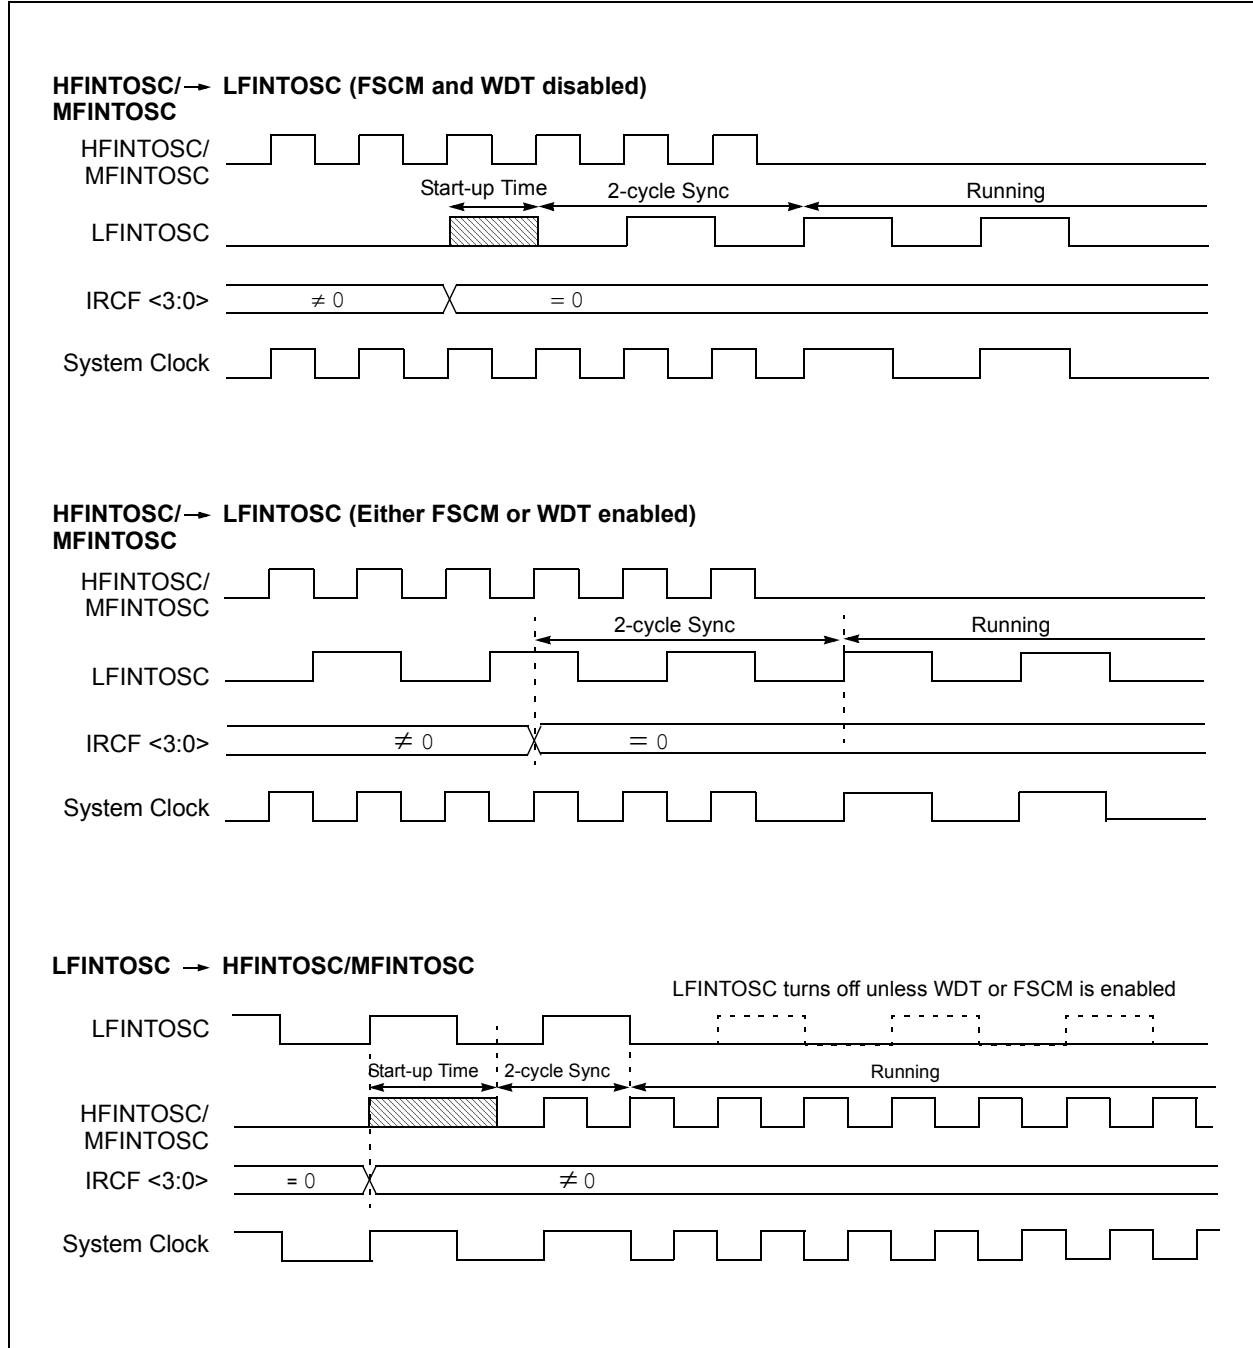 HFINTOSC/→ LFINTOSC (FSCM and WDT disabled)
MFINTOSC
HFINTOSC/
MFINTOSC
Start-up Time
2-cycle Sync
Running
LFINTOSC
IRCF <3:0>
≠ 0
= 0
System Clock
HFINTOSC/→ LFINTOSC (Either FSCM or WDT enabled)
MFINTOSC
HFINTOSC/
MFINTOSC
2-cycle Sync
Running
LFINTOSC
IRCF <3:0>
≠ 0
= 0
System Clock
LFINTOSC → HFINTOSC/MFINTOSC
LFINTOSC turns off unless WDT or FSCM is enabled
LFINTOSC
Start-up Time
2-cycle Sync
Running
HFINTOSC/
MFINTOSC
IRCF <3:0>
= 0
≠ 0
System Clock